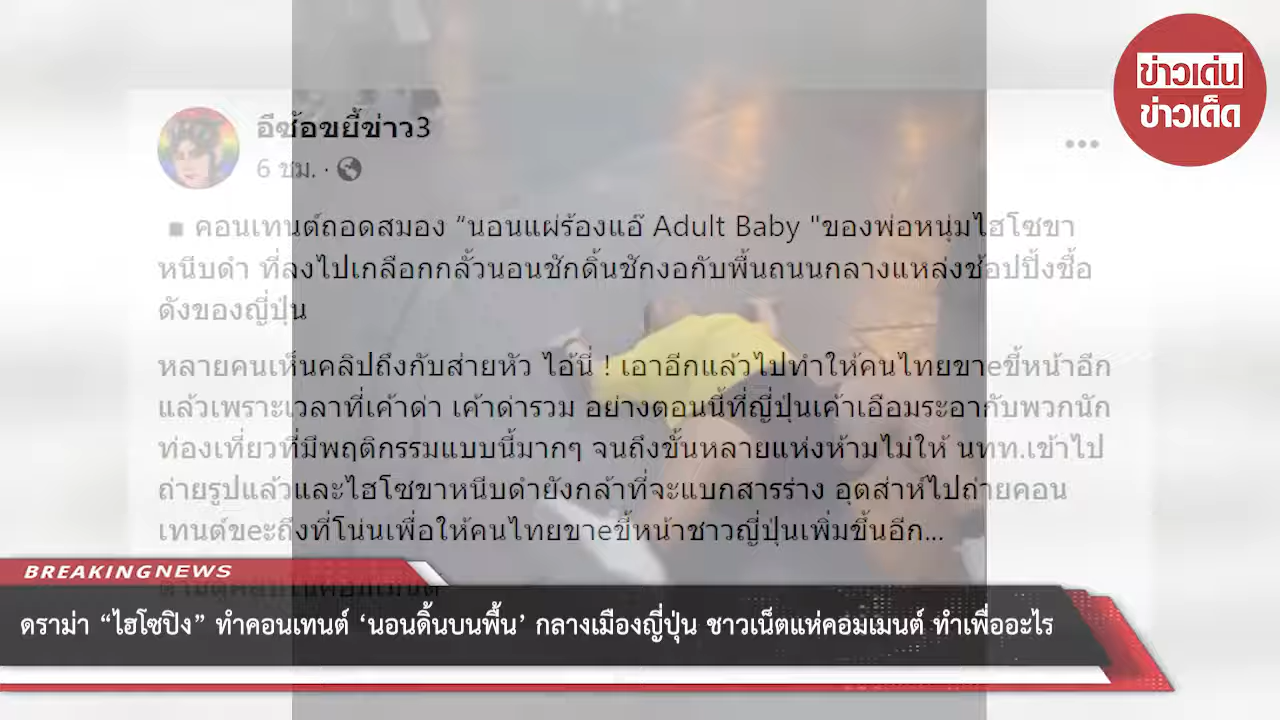 ข่าวเด่น
ข่าวเด็ด
อีซ้อขยี้ข่าว3
6 ชม.
คอนเทนต์ถอดสมอง “นอนแผ่ร้องแอ๊ Adult Baby "ของพ่อหนุ่มไฮโซขา
หนีบดำ ที่ลงไปเกลือกกลั้วนอนชักดิ้นชักงอกับพื้นถนนกลางแหล่งช้อปปิ้งชื่อ
ดังของญี่ปุ่น
หลายคนเห็นคลิปถึงกับส่ายหัว ไอ้นี่ ! เอาอีกแล้วไปทำให้คนไทยขาeขี้หน้าอีก
แล้วเพราะเวลาที่เค้าด่า เค้าด่ารวม อย่างตอนนี้ที่ญี่ปุ่นเค้าเอือมระอากับพวกนัก
ท่องเที่ยวที่มีพฤติกรรมแบบนี้มากๆ จนถึงขั้นหลายแห่งห้ามไม่ให้ นทท.เข้าไป
ถ่ายรูปแล้วและไฮโซขาหนีบดำยังกล้าที่จะแบกสารร่าง อุตส่าห์ไปถ่ายคอน
เทนต์ขeะถึงที่โน่นเพื่อให้คนไทยขาeขี้หน้าชาวญี่ปุ่นเพิ่มขึ้นอีก...
BREAKING NEWS
ดราม่า “ไฮโซปิง” ทำคอนเทนต์ ‘นอนดิ้นบนพื้น’ กลางเมืองญี่ปุ่น ชาวเน็ตแห่คอมเมนต์ ทำเพื่ออะไร